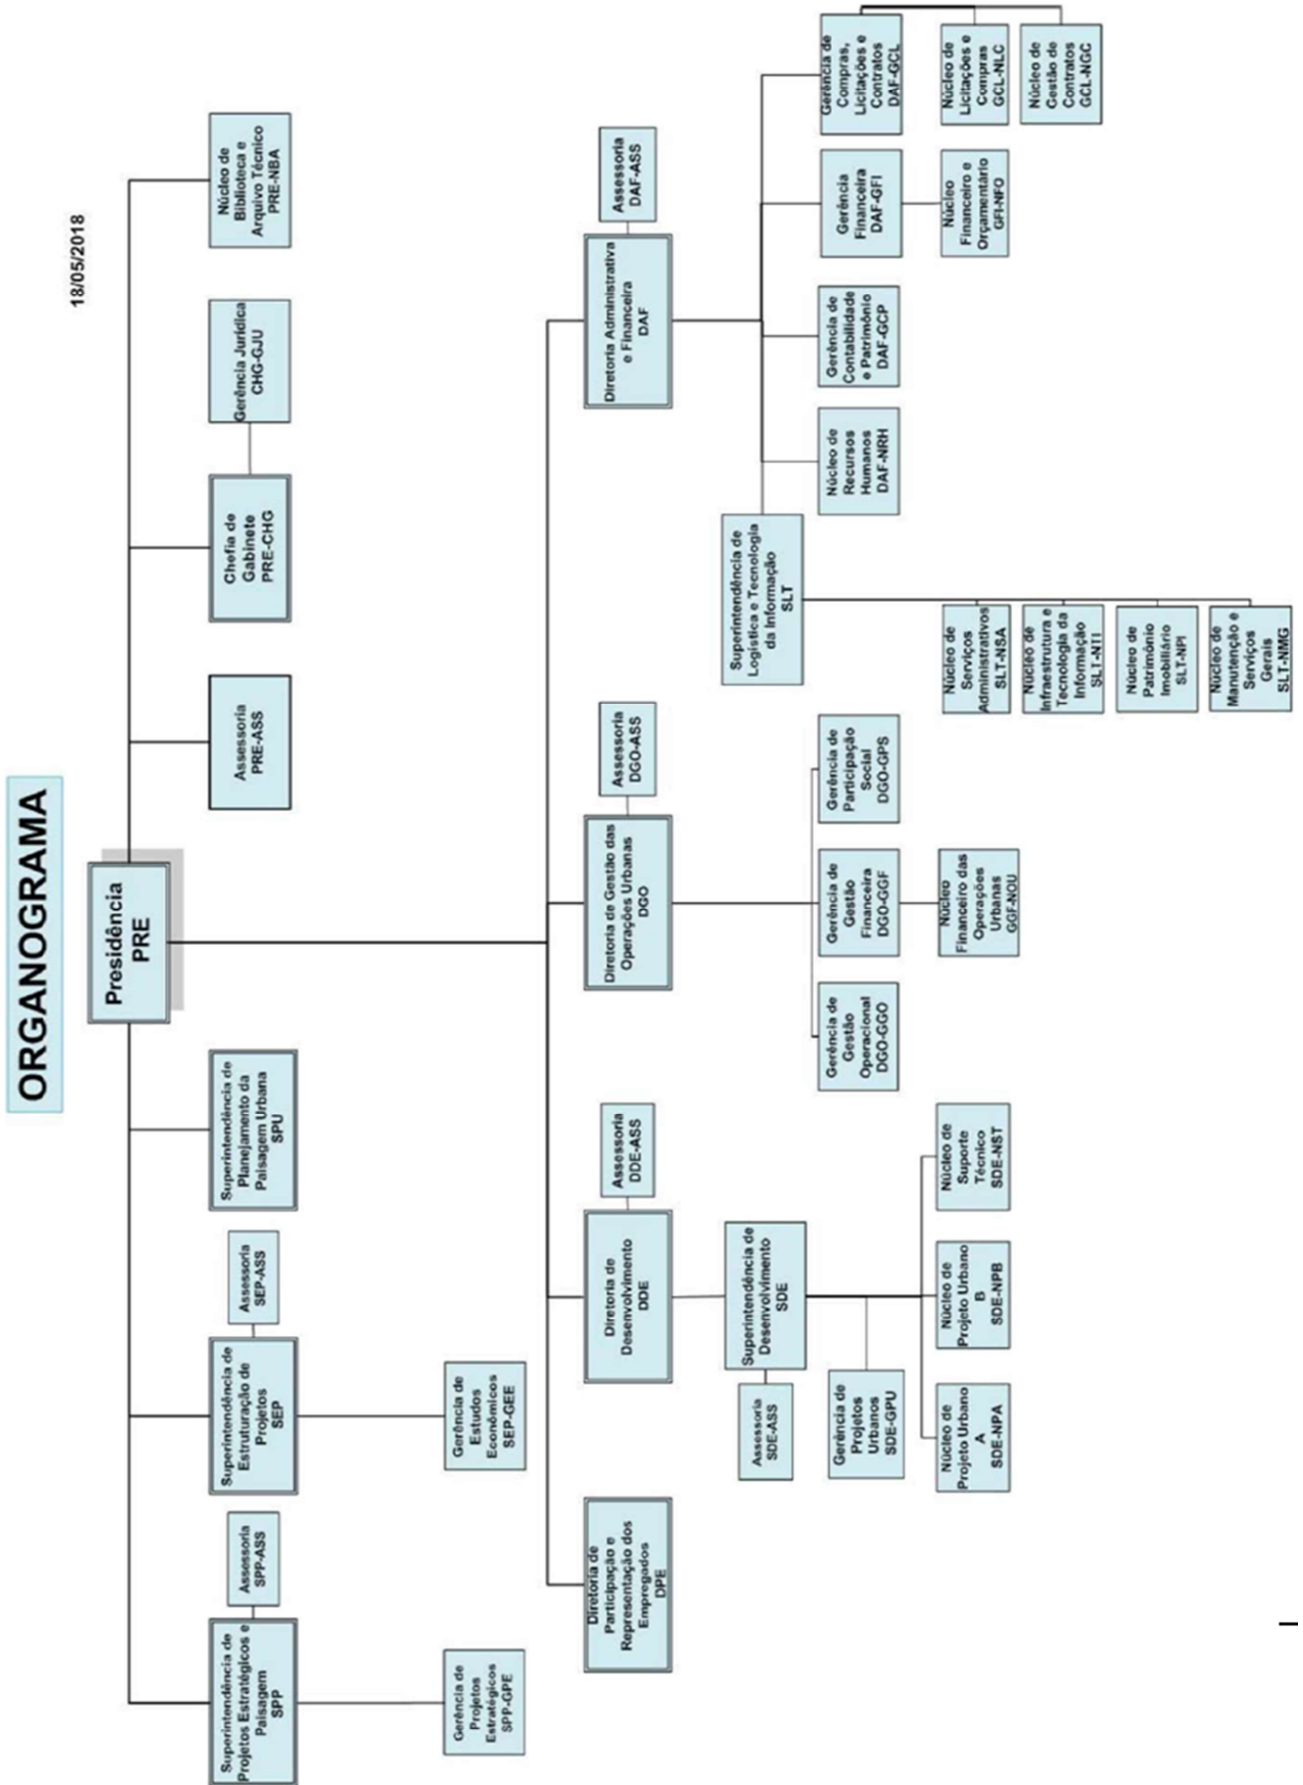 ORGANOGRAMA
18/05/2018
Presidência
PRE
Superintendência de
Projetos Estratégicos e
Paisagem
SPP
Assessoria
SPP-ASS
Superintendência de
Estruturação de
Projetos
SEP
Assessoria
SEP-ASS
Superintendência de
Planejamento da
Paisagem Urbana
SPU
Assessoria
PRE-ASS
Chefia de
Gabinete
PRE-CHG
Gerência Jurídica
CHG-GJU
Núcleo de
Biblioteca e
Arquivo Técnico
PRE-NBA
Gerência de
Projetos
Estratégicos
SPP-GPE
Gerência de
Estudos
Econômicos
SEP-GEE
Diretoria de
Participação e
Representação dos
Empregados
DPE
Diretoria de
Desenvolvimento
DDE
Assessoria
DDE-ASS
Diretoria de Gestão das
Operações Urbanas
DGO
Assessoria
DGO-ASS
Diretoria Administrativa
e Financeira
DAF
Assessoria
DAF-ASS
Superintendência de
Desenvolvimento
SDE
Assessoria
SDE-ASS
Gerência de
Projetos
Urbanos
SDE-GPU
Núcleo de
Projeto Urbano
A
SDE-NPA
Núcleo de
Projeto Urbano
B
SDE-NPB
Núcleo de
Suporte
Técnico
SDE-NST
Gerência de
Gestão
Operacional
DGO-GGO
Gerência de
Gestão
Financeira
DGO-GGF
Gerência de
Participação
Social
DGO-GPS
Núcleo
Financeiro das
Operações
Urbanas
GGF-NOU
Superintendência de
Logística e Tecnologia
da Informação
SLT
Núcleo de
Serviços
Administrativos
SLT-NSA
Núcleo de
Infraestrutura e
Tecnologia da
Informação
SLT-NTI
Núcleo de
Patrimônio
Imobiliário
SLT-NPI
Núcleo de
Manutenção e
Serviços
Gerais
SLT-NMG
Núcleo de
Recursos
Humanos
DAF-NRH
Gerência de
Contabilidade
e Patrimônio
DAF-GCP
Gerência
Financeira
DAF-GFI
Núcleo
Financeiro e
Orçamentário
GFI-NFO
Gerência de
Compras,
Licitações e
Contratos
DAF-GCL
Núcleo de
Licitações e
Compras
GCL-NLC
Núcleo de
Gestão de
Contratos
GCL-NGC